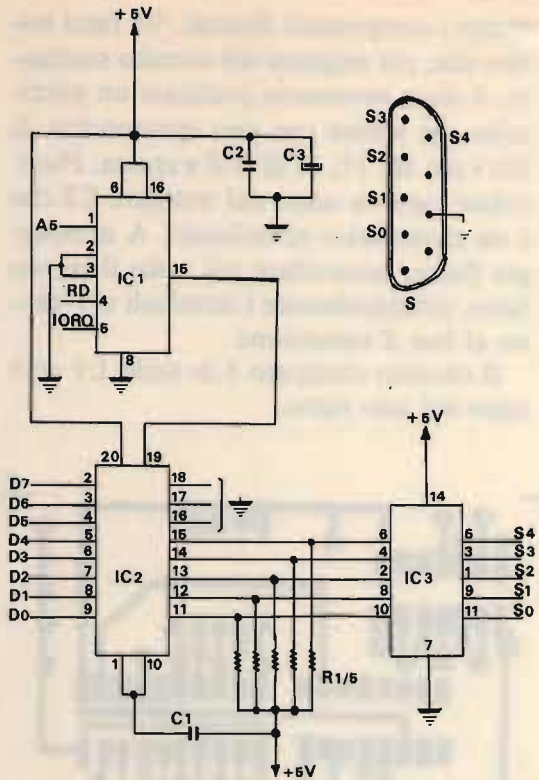 +5V
C2
C3
6
16
A5
1
2
3
RD
4
IORQ
5
IC1
15
8
S3
S4
S2
S1
S0
S
20
19
D7 2
D6 3
D5 4
D4 5
D3 6
D2 7
D1 8
D0 9
IC2
18
17
16
15
14
13
12
11
1
10
C1
R1/5
+5V
+5V
14
6
4
2
8
10
IC3
5 S4
3 S3
1 S2
9 S1
11 S0
7